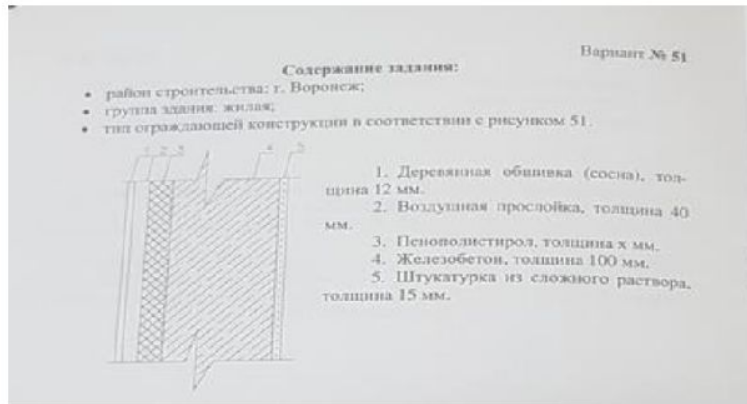 Вариант № 51
Содержание задания:
• район строительства: г. Воронеж;
• группа здания: жилая;
• тип ограждающей конструкции в соответствии с рисунком 51.
1 2 3 4 5
1. Деревянная обшивка (сосна), тол-
щина 12 мм.
2. Воздушная прослойка, толщина 40
мм.
3. Пенополистирол, толщина х мм.
4. Железобетон, толщина 100 мм.
5. Штукатурка из сложного раствора,
толщина 15 мм.